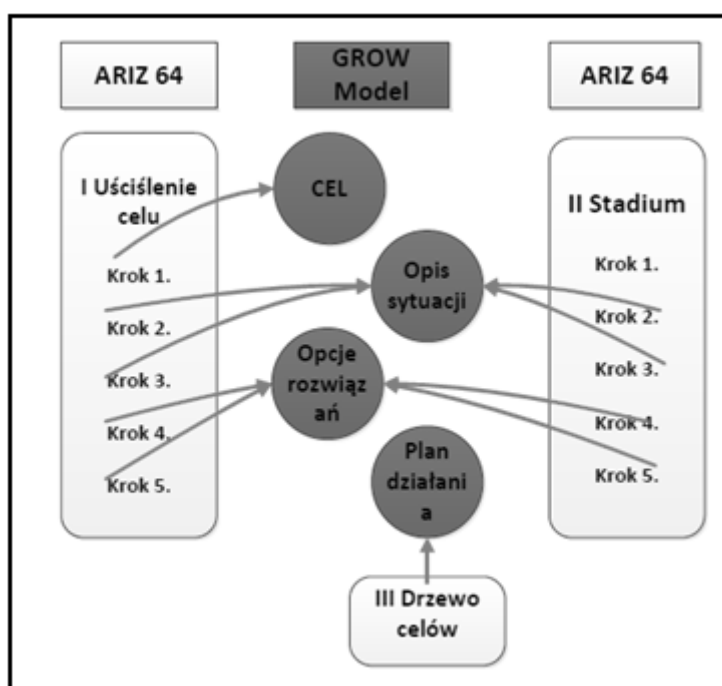 ARIZ 64
GROW
Model
ARIZ 64
I Uściślenie
celu
Krok 1.
Krok 2.
Krok 3.
Krok 4.
Krok 5.
CEL
Opis
sytuacji
Opcje
rozwiąz
ań
Plan
działani
a
III Drzewo
celów
II Stadium
Krok 1.
Krok 2.
Krok 3.
Krok 4.
Krok 5.